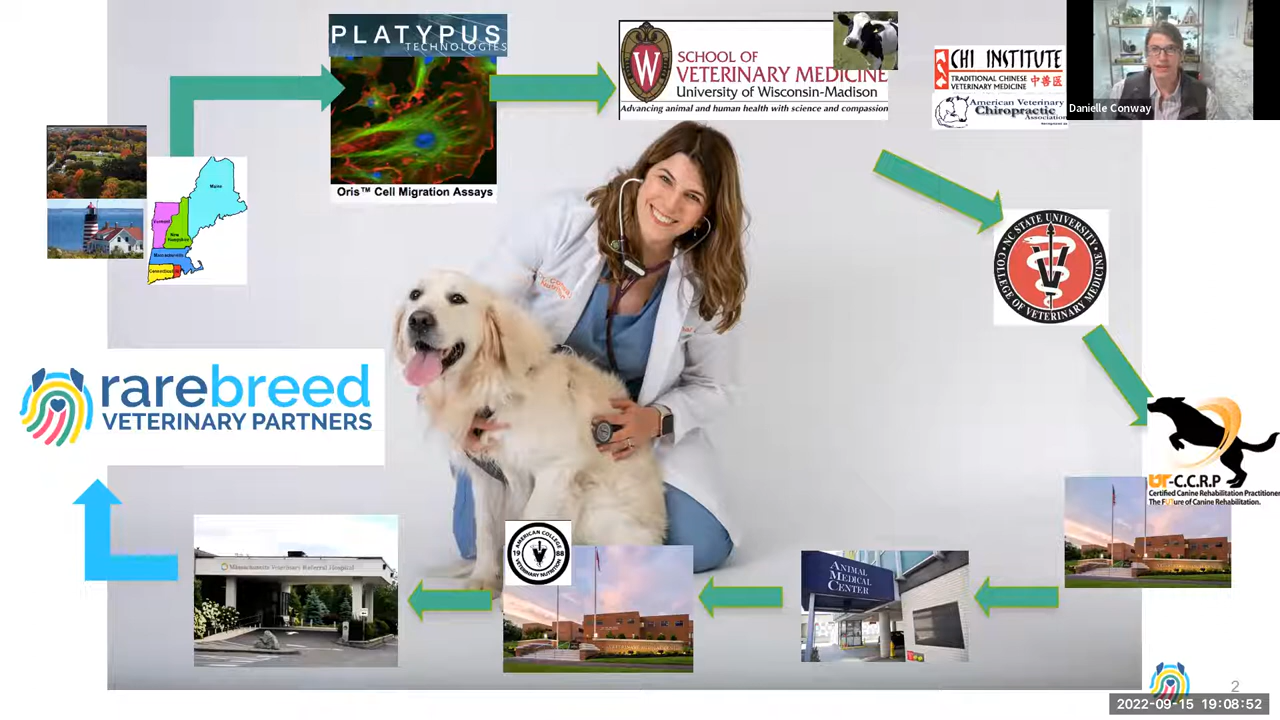 PLATYPUS
TECHNOLOGIES
Oris™ Cell Migration Assays
SCHOOL OF
VETERINARY MEDICINE
University of Wisconsin-Madison
Advancing animal and human health with science and compassion
CHI INSTITUTE
TRADITIONAL CHINESE
VETERINARY MEDICINE 中兽医
American Veterinary
Chiropractic
Association
Danielle Conway
Maine
Vermont
New
Hampshire
Massachusetts
Connecticut
NC STATE UNIVERSITY
COLLEGE OF VETERINARY MEDICINE
rarebreed
VETERINARY PARTNERS
UT-C.C.R.P
Certified Canine Rehabilitation Practitioner
The FUTure of Canine Rehabilitation.
Massachusetts Veterinary Referral Hospital
AMERICAN COLLEGE
1988
VETERINARY NUTRITION
ANIMAL
MEDICAL
CENTER
2
2022-09-15 19:08:52